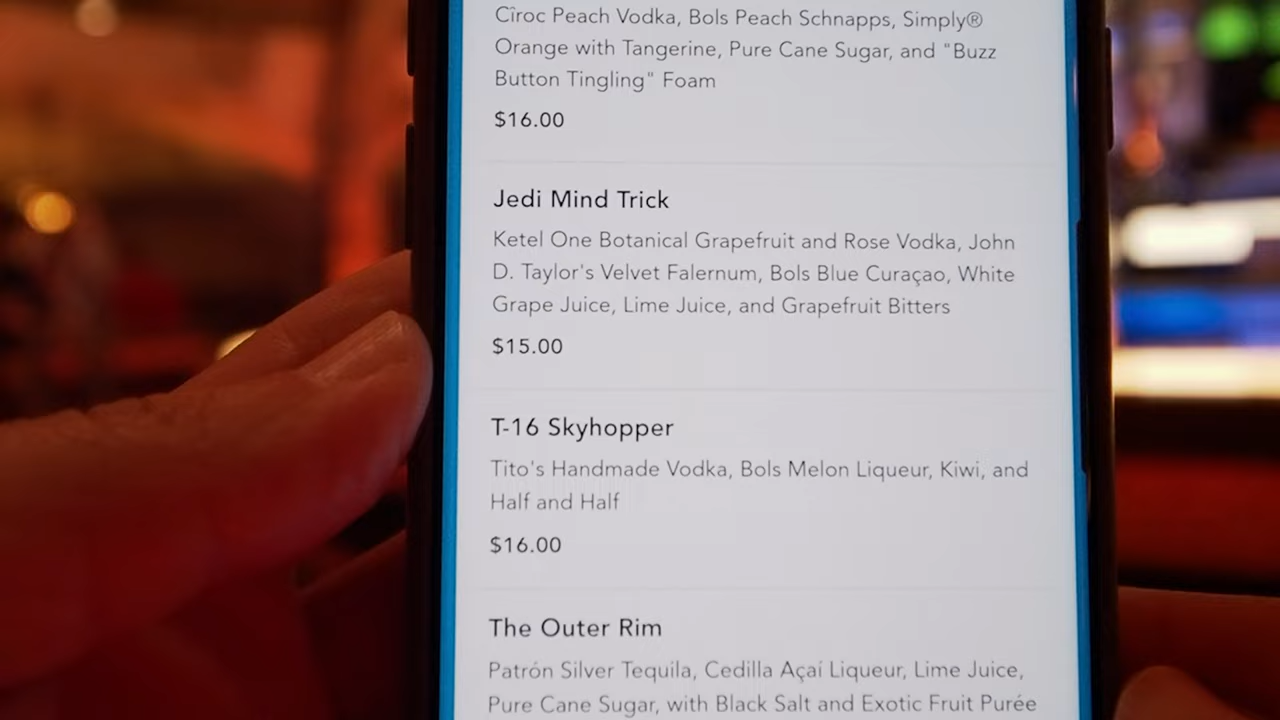 Cîroc Peach Vodka, Bols Peach Schnapps, Simply®
Orange with Tangerine, Pure Cane Sugar, and "Buzz
Button Tingling" Foam
$16.00
Jedi Mind Trick
Ketel One Botanical Grapefruit and Rose Vodka, John
D. Taylor's Velvet Falernum, Bols Blue Curaçao, White
Grape Juice, Lime Juice, and Grapefruit Bitters
$15.00
T-16 Skyhopper
Tito's Handmade Vodka, Bols Melon Liqueur, Kiwi, and
Half and Half
$16.00
The Outer Rim
Patrón Silver Tequila, Cedilla Açaí Liqueur, Lime Juice,
Pure Cane Sugar, with Black Salt and Exotic Fruit Purée